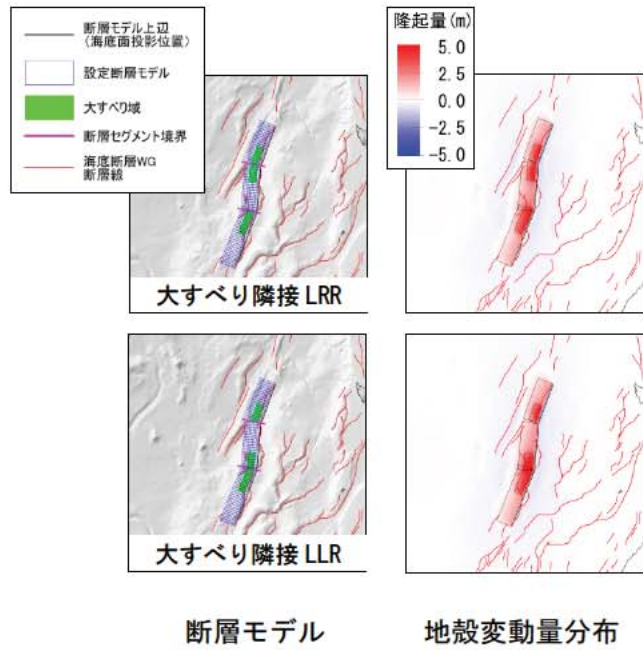 断層モデル上辺
(海底面投影位置)
設定断層モデル
大すべり域
断層セグメント境界
海底断層WG
断層線
隆起量(m)
5.0
2.5
0.0
-2.5
-5.0
大すべり隣接 LRR
大すべり隣接 LLR
断層モデル
地殻変動量分布